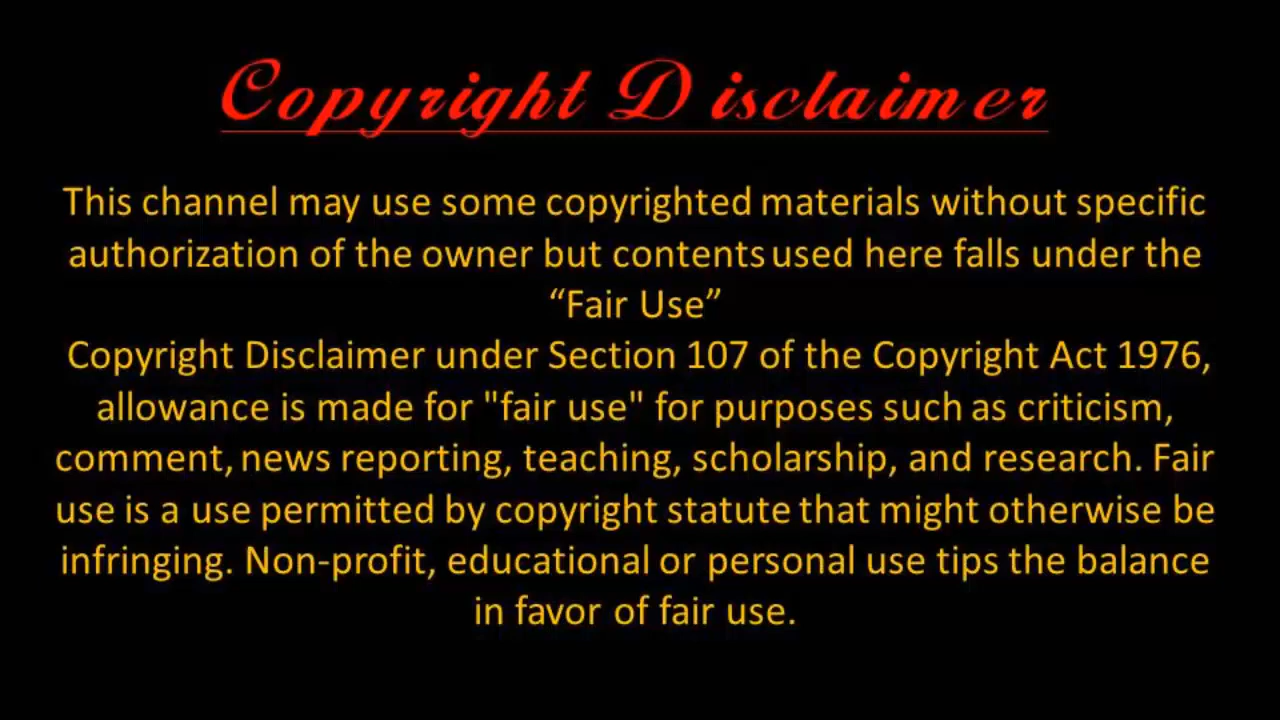 Copyright Disclaimer
This channel may use some copyrighted materials without specific
authorization of the owner but contents used here falls under the
“Fair Use”
Copyright Disclaimer under Section 107 of the Copyright Act 1976,
allowance is made for "fair use" for purposes such as criticism,
comment, news reporting, teaching, scholarship, and research. Fair
use is a use permitted by copyright statute that might otherwise be
infringing. Non-profit, educational or personal use tips the balance
in favor of fair use.